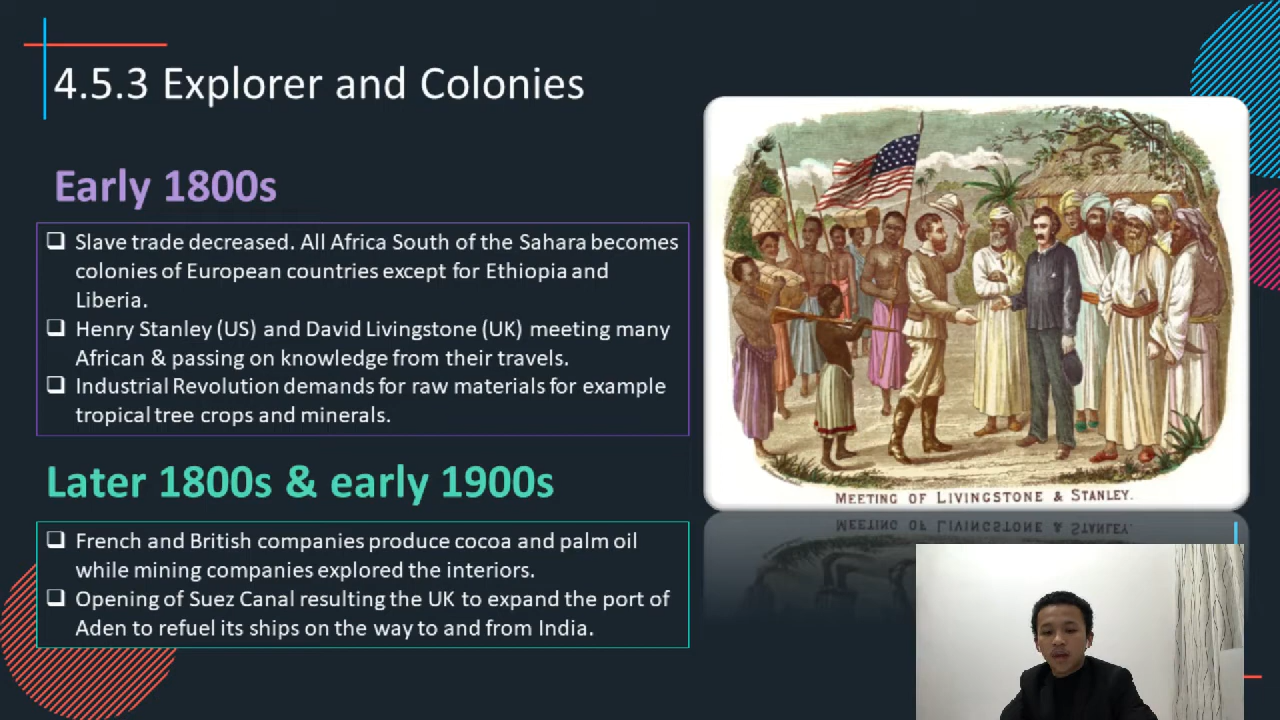 4.5.3 Explorer and Colonies
Early 1800s
❑ Slave trade decreased. All Africa South of the Sahara becomes
colonies of European countries except for Ethiopia and
Liberia.
❑ Henry Stanley (US) and David Livingstone (UK) meeting many
African & passing on knowledge from their travels.
❑ Industrial Revolution demands for raw materials for example
tropical tree crops and minerals.
Later 1800s & early 1900s
❑ French and British companies produce cocoa and palm oil
while mining companies explored the interiors.
❑ Opening of Suez Canal resulting the UK to expand the port of
Aden to refuel its ships on the way to and from India.
MEETING OF LIVINGSTONE & STANLEY.